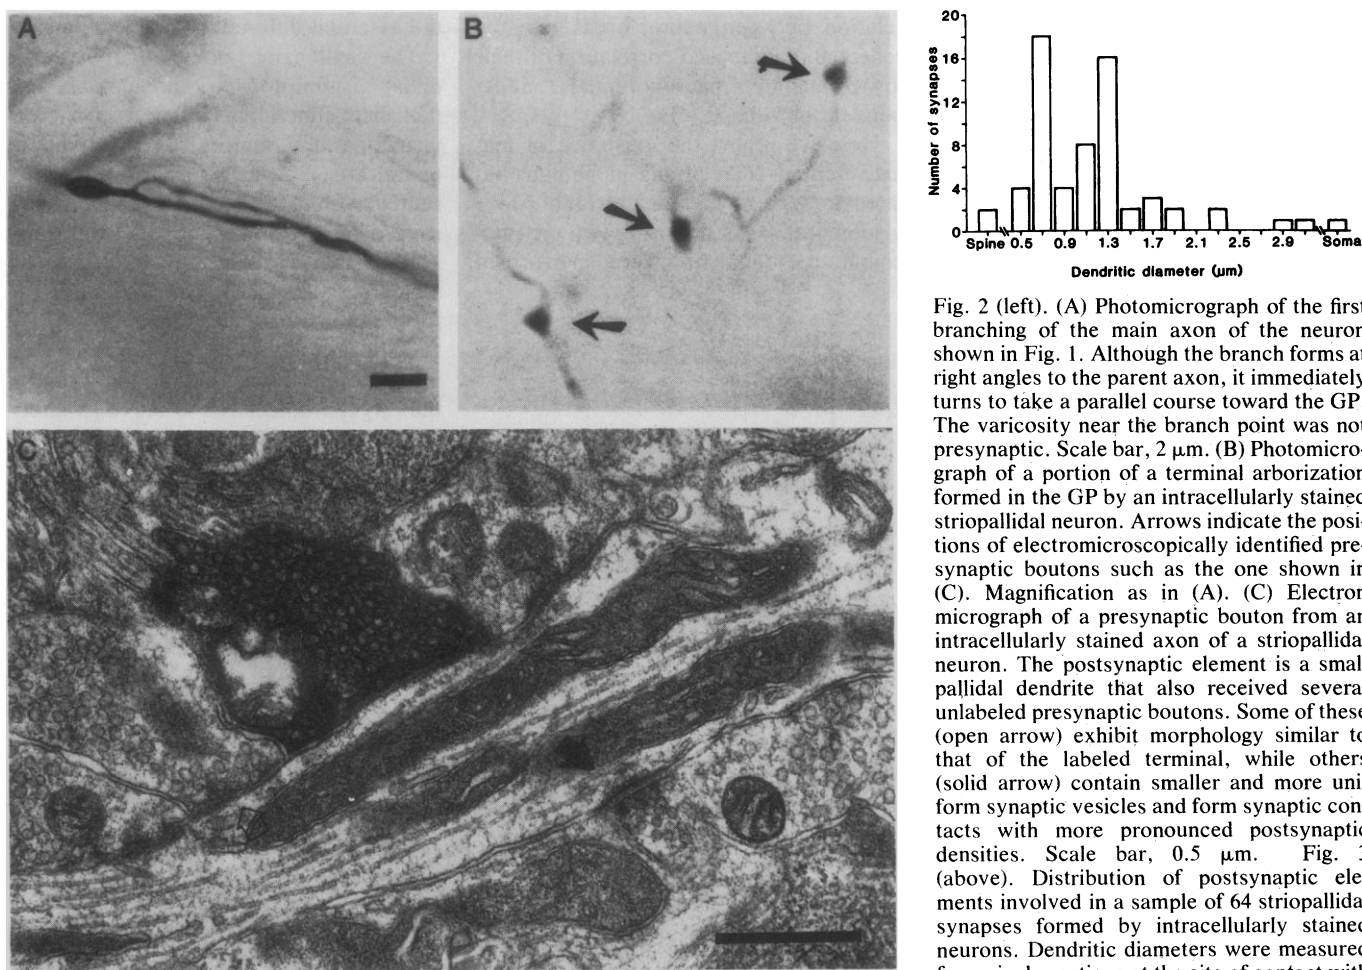 A
B
C
20
16
12
8
4
0
Number of synapses
Spine 0.5 0.9 1.3 1.7 2.1 2.5 2.9 Soma
Dendritic diameter (µm)
Fig. 2 (left). (A) Photomicrograph of the first
branching of the main axon of the neuron
shown in Fig. 1. Although the branch forms at
right angles to the parent axon, it immediately
turns to take a parallel course toward the GP
The varicosity near the branch point was not
presynaptic. Scale bar, 2 µm. (B) Photomicro-
graph of a portion of a terminal arborization
formed in the GP by an intracellularly stained
striopallidal neuron. Arrows indicate the posi-
tions of electromicroscopically identified pre-
synaptic boutons such as the one shown in
(C). Magnification as in (A). (C) Electron
micrograph of a presynaptic bouton from an
intracellularly stained axon of a striopallidal
neuron. The postsynaptic element is a small
pallidal dendrite that also received several
unlabeled presynaptic boutons. Some of these
(open arrow) exhibit morphology similar to
that of the labeled terminal, while others
(solid arrow) contain smaller and more uni-
form synaptic vesicles and form synaptic con-
tacts with more pronounced postsynaptic
densities. Scale bar, 0.5 µm. Fig. 3
(above). Distribution of postsynaptic ele-
ments involved in a sample of 64 striopallidal
synapses formed by intracellularly stained
neurons. Dendritic diameters were measured